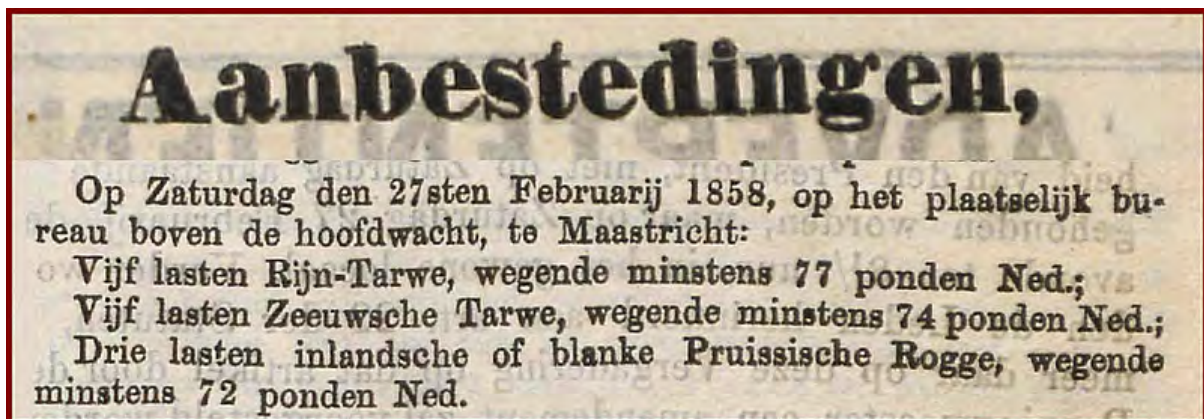 Aanbestedingen,
Op Zaturdag den 27sten Februarij 1858, op het plaatselijk bu-
reau boven de hoofdwacht, te Maastricht:
Vijf lasten Rijn-Tarwe, wegende minstens 77 ponden Ned.;
Vijf lasten Zeeuwsche Tarwe, wegende minstens 74 ponden Ned.;
Drie lasten inlandsche of blanke Pruissische Rogge, wegende
minstens 72 ponden Ned.